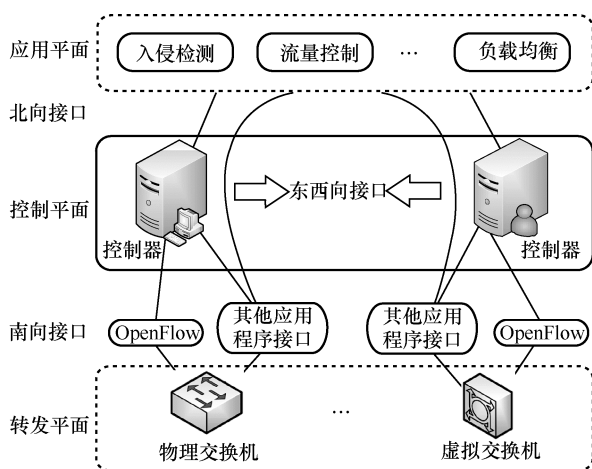 应用平面
入侵检测
流量控制
...
负载均衡
北向接口
控制平面
东西向接口
控制器
控制器
南向接口
OpenFlow
其他应用
程序接口
其他应用
程序接口
OpenFlow
转发平面
...
物理交换机
虚拟交换机